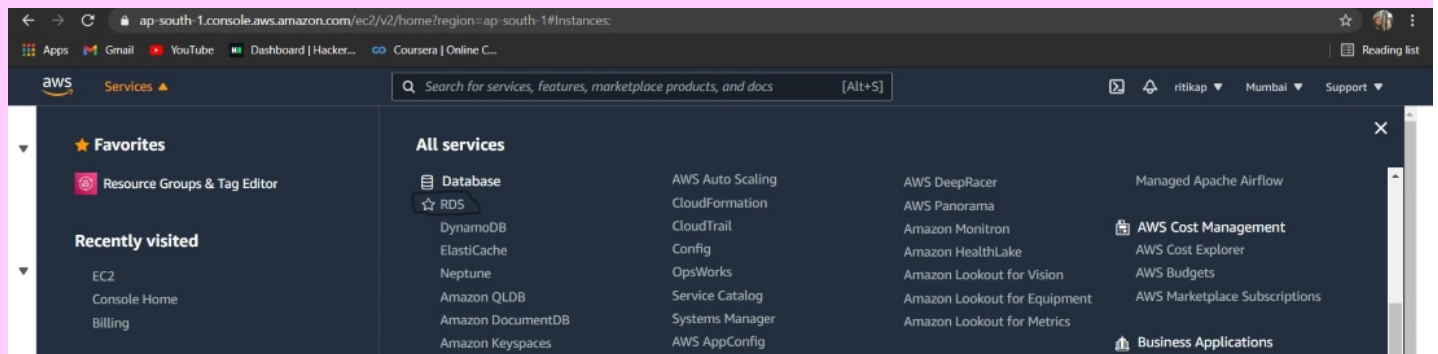 ap-south-1.console.aws.amazon.com/ec2/v2/home?region=ap-south-1#Instances:
Apps Gmail YouTube Dashboard | Hacker... Coursera | Online C... Reading list
aws Services Search for services, features, marketplace products, and docs [Alt+S] ritikap Mumbai Support
Favorites
Resource Groups & Tag Editor
Recently visited
EC2
Console Home
Billing
All services
Database
RDS
DynamoDB
ElastiCache
Neptune
Amazon QLDB
Amazon DocumentDB
Amazon Keyspaces
AWS Auto Scaling
CloudFormation
CloudTrail
Config
OpsWorks
Service Catalog
Systems Manager
AWS AppConfig
AWS DeepRacer
AWS Panorama
Amazon Monitron
Amazon HealthLake
Amazon Lookout for Vision
Amazon Lookout for Equipment
Amazon Lookout for Metrics
Managed Apache Airflow
AWS Cost Management
AWS Cost Explorer
AWS Budgets
AWS Marketplace Subscriptions
Business Applications